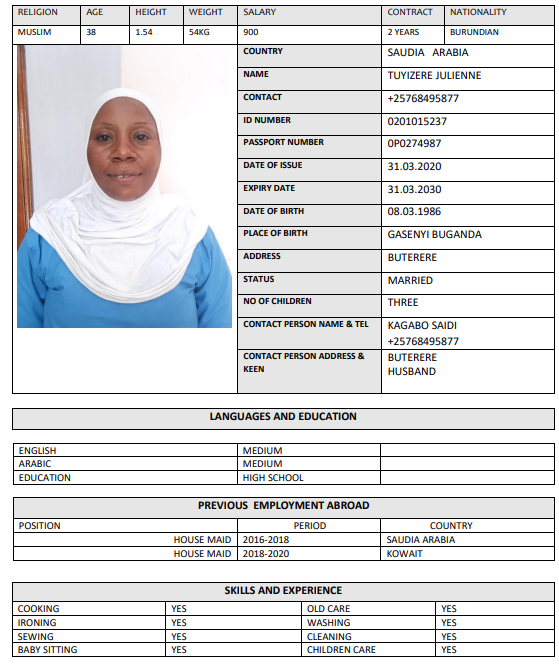 RELIGION AGE HEIGHT WEIGHT SALARY CONTRACT NATIONALITY
MUSLIM 38 1.54 54KG 900 2 YEARS BURUNDIAN
COUNTRY SAUDIA ARABIA
NAME TUYIZERE JULIENNE
CONTACT +25768495877
ID NUMBER 0201015237
PASSPORT NUMBER 0P0274987
DATE OF ISSUE 31.03.2020
EXPIRY DATE 31.03.2030
DATE OF BIRTH 08.03.1986
PLACE OF BIRTH GASENYI BUGANDA
ADDRESS BUTERERE
STATUS MARRIED
NO OF CHILDREN THREE
CONTACT PERSON NAME & TEL KAGABO SAIDI
+25768495877
CONTACT PERSON ADDRESS & BUTERERE
KEEN HUSBAND
LANGUAGES AND EDUCATION
ENGLISH MEDIUM
ARABIC MEDIUM
EDUCATION HIGH SCHOOL
PREVIOUS EMPLOYMENT ABROAD
POSITION PERIOD COUNTRY
HOUSE MAID 2016-2018 SAUDIA ARABIA
HOUSE MAID 2018-2020 KOWAIT
SKILLS AND EXPERIENCE
COOKING YES OLD CARE YES
IRONING YES WASHING YES
SEWING YES CLEANING YES
BABY SITTING YES CHILDREN CARE YES